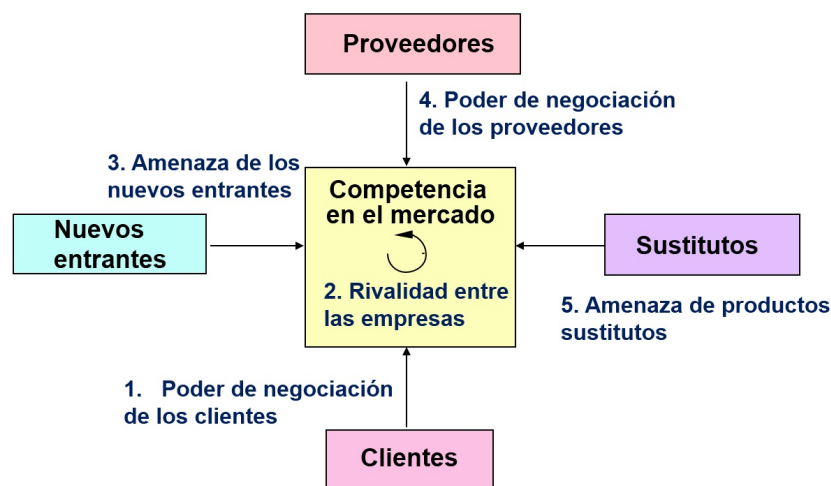 Proveedores
4. Poder de negociación
de los proveedores
3. Amenaza de los
nuevos entrantes
Competencia
en el mercado
Nuevos
entrantes
Sustitutos
2. Rivalidad entre
las empresas
5. Amenaza de productos
sustitutos
1. Poder de negociación
de los clientes
Clientes